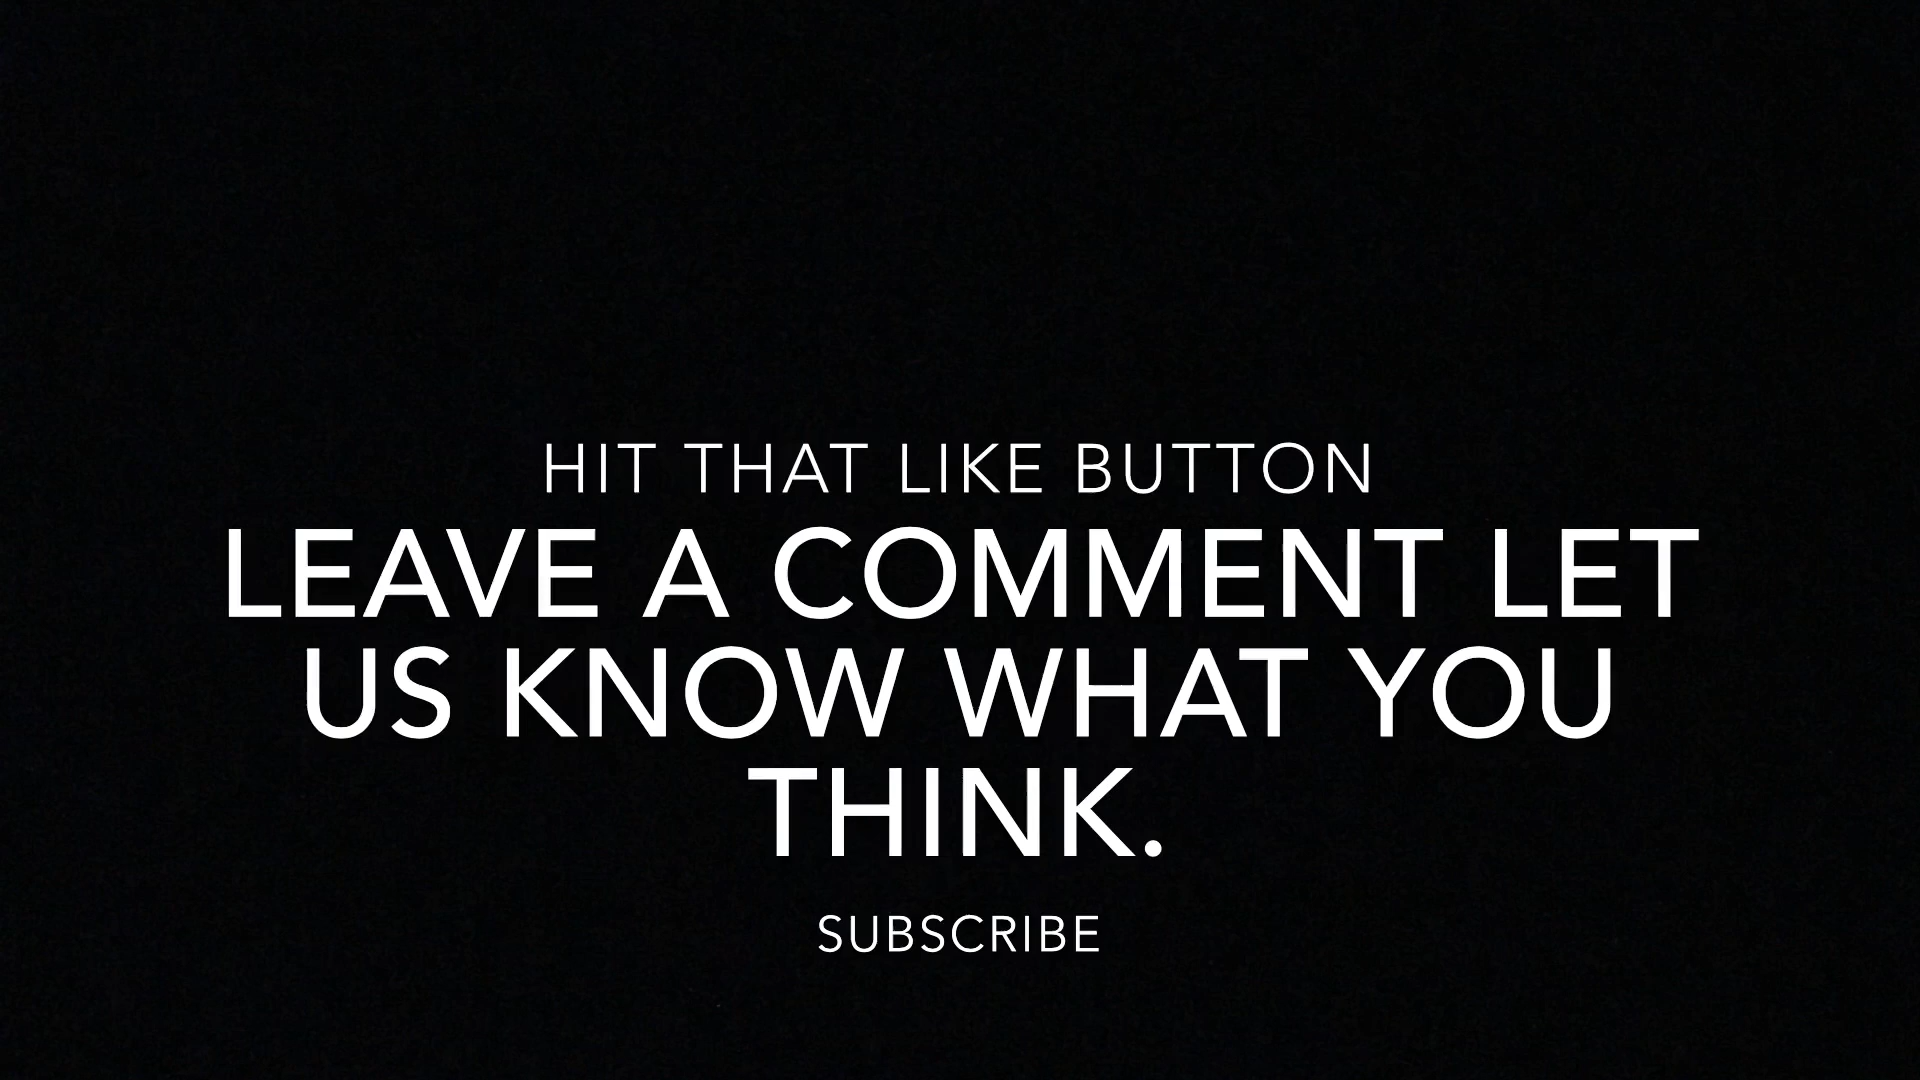 HIT THAT LIKE BUTTON
LEAVE A COMMENT LET
US KNOW WHAT YOU
THINK.
SUBSCRIBE